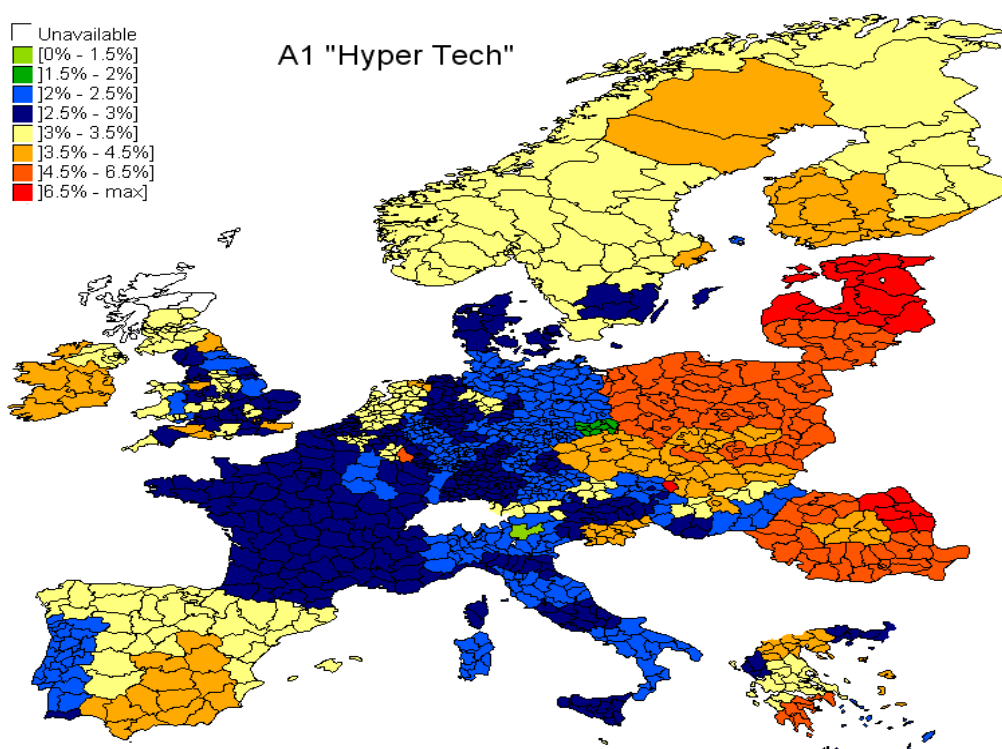 Unavailable
[0% - 1.5%]
]1.5% - 2%]
]2% - 2.5%]
]2.5% - 3%]
]3% - 3.5%]
]3.5% - 4.5%]
]4.5% - 6.5%]
]6.5% - max]
A1 "Hyper Tech"